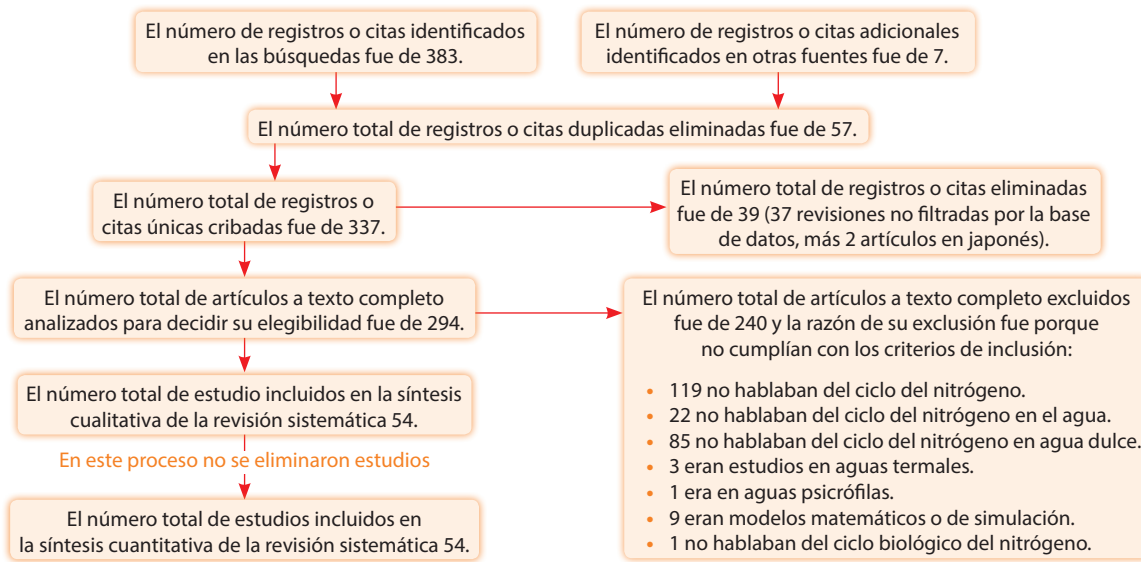 El número de registros o citas identificados
en las búsquedas fue de 383.
El número de registros o citas adicionales
identificados en otras fuentes fue de 7.
El número total de registros o citas duplicadas eliminadas fue de 57.
El número total de registros o
citas únicas cribadas fue de 337.
El número total de registros o citas eliminadas
fue de 39 (37 revisiones no filtradas por la base
de datos, más 2 artículos en japonés).
El número total de artículos a texto completo
analizados para decidir su elegibilidad fue de 294.
El número total de artículos a texto completo excluidos
fue de 240 y la razón de su exclusión fue porque
no cumplían con los criterios de inclusión:
• 119 no hablaban del ciclo del nitrógeno.
• 22 no hablaban del ciclo del nitrógeno en el agua.
• 85 no hablaban del ciclo del nitrógeno en agua dulce.
• 3 eran estudios en aguas termales.
• 1 era en aguas psicrófilas.
• 9 eran modelos matemáticos o de simulación.
• 1 no hablaban del ciclo biológico del nitrógeno.
El número total de estudio incluidos en la síntesis
cualitativa de la revisión sistemática 54.
En este proceso no se eliminaron estudios
El número total de estudios incluidos en
la síntesis cuantitativa de la revisión sistemática 54.